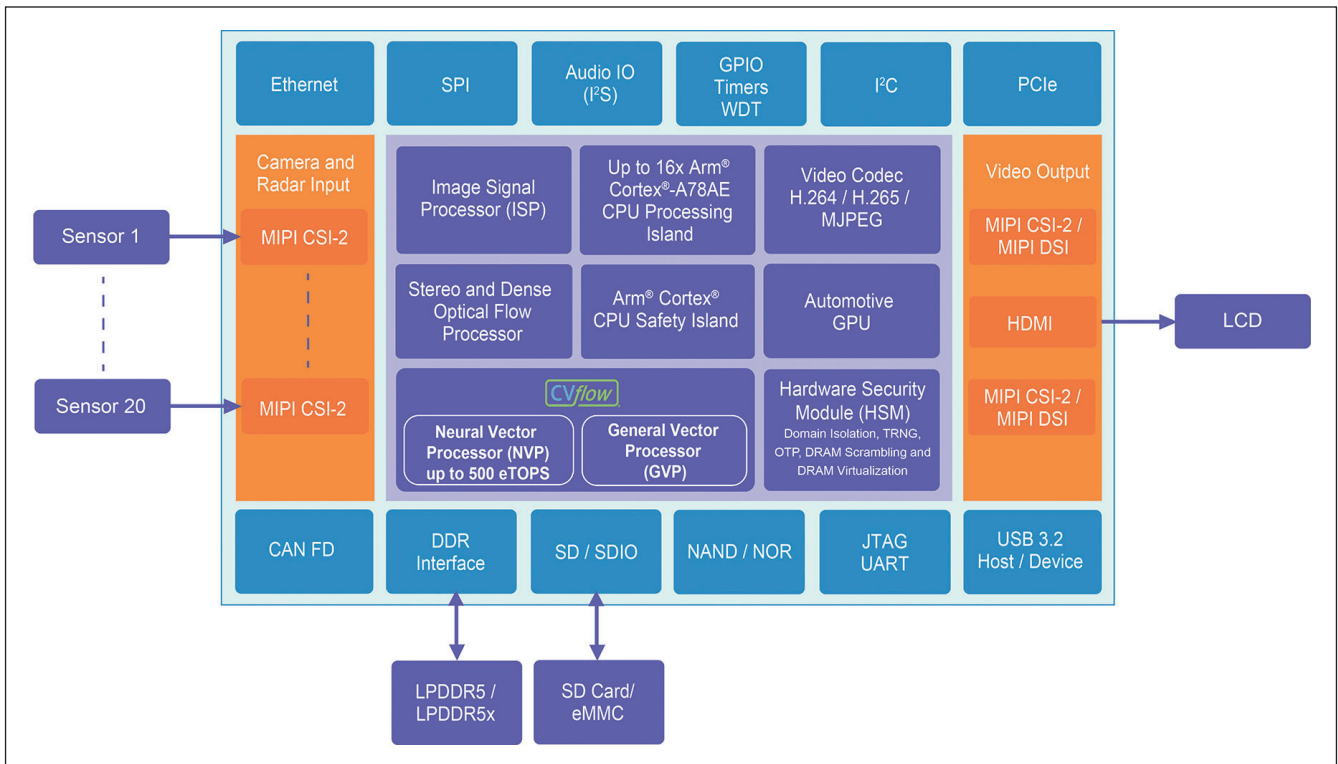 Ethernet
SPI
Audio IO
(I²S)
GPIO
Timers
WDT
I²C
PCIe
Camera and
Radar Input
MIPI CSI-2
MIPI CSI-2
Sensor 1
Sensor 20
Image Signal
Processor (ISP)
Up to 16x Arm®
Cortex®-A78AE
CPU Processing
Island
Video Codec
H.264 / H.265 /
MJPEG
Stereo and Dense
Optical Flow
Processor
Arm® Cortex®
CPU Safety Island
Automotive
GPU
CVflow®
Neural Vector
Processor (NVP)
up to 500 eTOPS
General Vector
Processor
(GVP)
Hardware Security
Module (HSM)
Domain Isolation, TRNG,
OTP, DRAM Scrambling and
DRAM Virtualization
Video Output
MIPI CSI-2 /
MIPI DSI
HDMI
MIPI CSI-2 /
MIPI DSI
LCD
CAN FD
DDR
Interface
SD / SDIO
NAND / NOR
JTAG
UART
USB 3.2
Host / Device
LPDDR5 /
LPDDR5x
SD Card/
eMMC